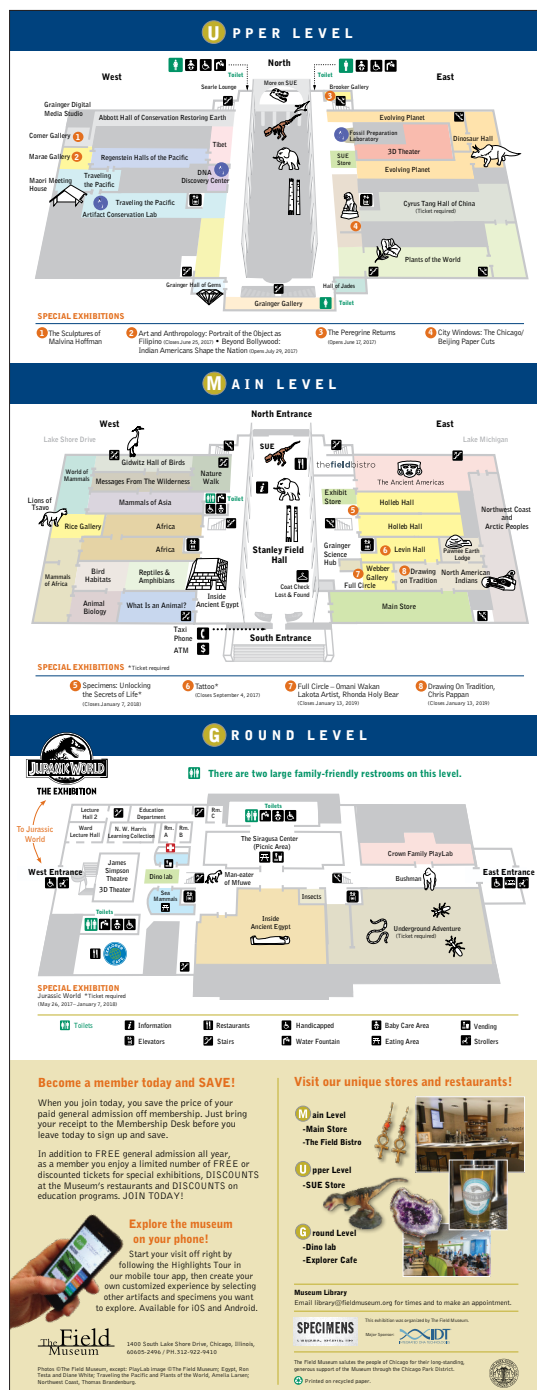 UPPER LEVEL
North
West
East
Toilet
Toilet
Searle Lounge
More on SUE
Brooker Gallery
3
Grainger Digital
Media Studio
Abbott Hall of Conservation Restoring Earth
Evolving Planet
Comer Gallery 1
Tibet
Fossil Preparation
Laboratory
Dinosaur Hall
Marae Gallery 2
Regenstein Halls of the Pacific
SUE
Store
3D Theater
DNA
Discovery Center
Evolving Planet
Maori Meeting
House
Traveling
the Pacific
Traveling the Pacific
Artifact Conservation Lab
Cyrus Tang Hall of China
(Ticket required)
4
Plants of the World
Grainger Hall of Gems
Hall of Jades
Grainger Gallery
Toilet
SPECIAL EXHIBITIONS
1 The Sculptures of
Malvina Hoffman
2 Art and Anthropology: Portrait of the Object as
Filipino (Closes June 25, 2017) • Beyond Bollywood:
Indian Americans Shape the Nation (Opens July 29, 2017)
3 The Peregrine Returns
(Opens June 17, 2017)
4 City Windows: The Chicago/
Beijing Paper Cuts
MAIN LEVEL
North Entrance
West
East
Lake Shore Drive
Lake Michigan
Gidwitz Hall of Birds
SUE
thefieldbistro
World of
Mammals
Messages From The Wilderness
Nature
Walk
The Ancient Americas
Lions of
Tsavo
Mammals of Asia
Toilet
Exhibit
Store
5
Holleb Hall
Northwest Coast
and
Arctic Peoples
Rice Gallery
Africa
Holleb Hall
Africa
Stanley Field
Hall
Grainger
Science
Hub
6 Levin Hall
Pawnee Earth
Lodge
Mammals
of Africa
Bird
Habitats
Reptiles &
Amphibians
7
Webber
Gallery
Full Circle
8 Drawing
on Tradition
North American
Indians
Coat Check
Lost & Found
Animal
Biology
What Is an Animal?
Inside
Ancient Egypt
Main Store
Taxi
Phone
ATM
South Entrance
SPECIAL EXHIBITIONS *Ticket required
5 Specimens: Unlocking
the Secrets of Life*
(Closes January 7, 2018)
6 Tattoo*
(Closes September 4, 2017)
7 Full Circle – Omani Wakan
Lakota Artist, Rhonda Holy Bear
(Closes January 13, 2019)
8 Drawing On Tradition,
Chris Pappan
(Closes January 13, 2019)
GROUND LEVEL
JURASSIC WORLD
THE EXHIBITION
There are two large family-friendly restrooms on this level.
To Jurassic
World
Lecture
Hall 2
Education
Department
Rm.
C
Toilets
Ward
Lecture Hall
N. W. Harris
Learning Collection
Rm.
A
Rm.
B
The Siragusa Center
(Picnic Area)
Crown Family PlayLab
West Entrance
James
Simpson
Theatre
3D Theater
Dino lab
Man-eater
of Mfuwe
Bushman
East Entrance
Sea
Mammals
Insects
Toilets
Inside
Ancient Egypt
Underground Adventure
(Ticket required)
EXPLORER CAFE
SPECIAL EXHIBITION
Jurassic World *Ticket required
(May 26, 2017–January 7, 2018)
Toilets
Information
Restaurants
Handicapped
Baby Care Area
Vending
Elevators
Stairs
Water Fountain
Eating Area
Strollers
Become a member today and SAVE!
When you join today, you save the price of your
paid general admission off membership. Just bring
your receipt to the Membership Desk before you
leave today to sign up and save.
In addition to FREE general admission all year,
as a member you enjoy a limited number of FREE or
discounted tickets for special exhibitions, DISCOUNTS
at the Museum's restaurants and DISCOUNTS on
education programs. JOIN TODAY!
Explore the museum
on your phone!
Start your visit off right by
following the Highlights Tour in
our mobile tour app, then create your
own customized experience by selecting
other artifacts and specimens you want
to explore. Available for iOS and Android.
The Field
Museum
1400 South Lake Shore Drive, Chicago, Illinois,
60605-2496 / PH.312-922-9410
Photos ©The Field Museum, except: PlayLab image ©The Field Museum; Egypt, Ron
Testa and Diane White; Traveling the Pacific and Plants of the World, Amelia Larsen;
Northwest Coast, Thomas Brandenburg.
Visit our unique stores and restaurants!
Main Level
-Main Store
-The Field Bistro
Upper Level
-SUE Store
Ground Level
-Dino lab
-Explorer Cafe
Museum Library
Email library@fieldmuseum.org for times and to make an appointment.
SPECIMENS
This exhibition was organized by The Field Museum.
Major Sponsor:
IDT
The Field Museum salutes the people of Chicago for their long-standing,
generous support of the Museum through the Chicago Park District.
Printed on recycled paper.